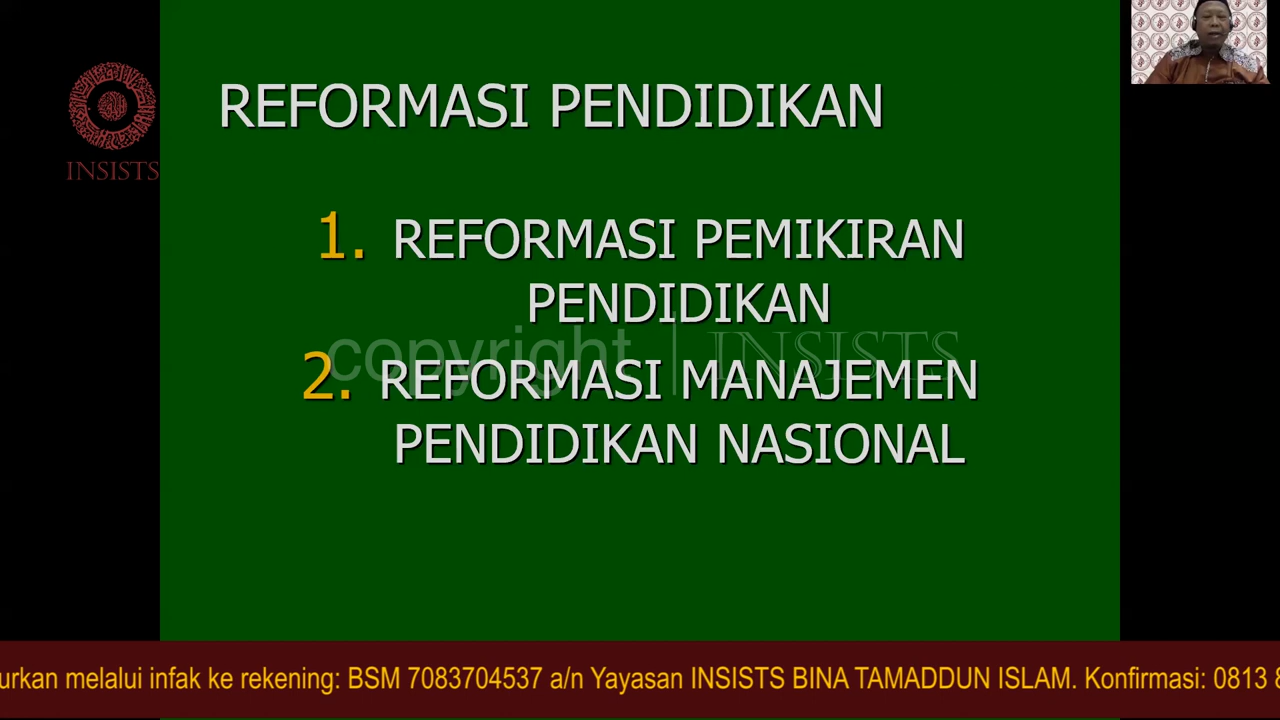 INSISTS
REFORMASI PENDIDIKAN
1. REFORMASI PEMIKIRAN
PENDIDIKAN
copyright | INSISTS
2. REFORMASI MANAJEMEN
PENDIDIKAN NASIONAL
urkan melalui infak ke rekening: BSM 7083704537 a/n Yayasan INSISTS BINA TAMADDUN ISLAM. Konfirmasi: 0813